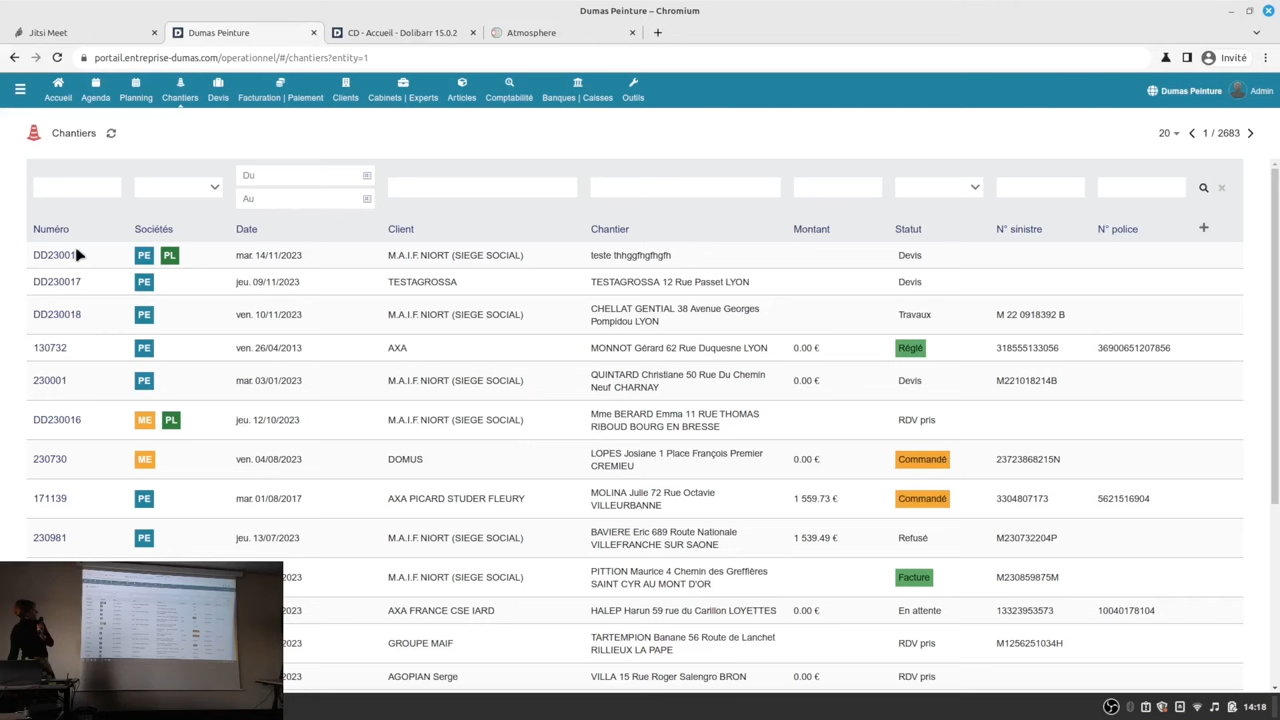 Dumas Peinture – Chromium
Jitsi Meet
Dumas Peinture
CD - Accueil - Dolibarr 15.0.2
Atmosphere
portail.entreprise-dumas.com/operationnel/#/chantiers?entity=1
Invité
Accueil Agenda Planning Chantiers Devis Facturation | Paiement Clients Cabinets | Experts Articles Comptabilité Banques | Caisses Outils
Dumas Peinture Admin
Chantiers
20 1 / 2683
Du
Au
Numéro Sociétés Date Client Chantier Montant Statut N° sinistre N° police
PE PL mar. 14/11/2023 M.A.I.F. NIORT (SIEGE SOCIAL) teste thhggfhgfhgfh Devis
DD230017 PE jeu. 09/11/2023 TESTAGROSSA TESTAGROSSA 12 Rue Passet LYON Devis
DD230018 PE ven. 10/11/2023 M.A.I.F. NIORT (SIEGE SOCIAL) CHELLAT GENTIAL 38 Avenue Georges Travaux M 22 0918392 B
Pompidou LYON
130732 PE ven. 26/04/2013 AXA MONNOT Gérard 62 Rue Duquesne LYON 0.00 € Réglé 318555133056 36900651207856
230001 PE mar. 03/01/2023 M.A.I.F. NIORT (SIEGE SOCIAL) QUINTARD Christiane 50 Rue Du Chemin 0.00 € Devis M221018214B
Neuf CHARNAY
DD230016 ME PL jeu. 12/10/2023 M.A.I.F. NIORT (SIEGE SOCIAL) Mme BERARD Emma 11 RUE THOMAS RDV pris
RIBOUD BOURG EN BRESSE
230730 ME ven. 04/08/2023 DOMUS LOPES Josiane 1 Place François Premier 0.00 € Commandé 23723868215N
CREMIEU
171139 PE mar. 01/08/2017 AXA PICARD STUDER FLEURY MOLINA Julie 72 Rue Octavie 1 559.73 € Commandé 3304807173 5621516904
VILLEURBANNE
230981 PE jeu. 13/07/2023 M.A.I.F. NIORT (SIEGE SOCIAL) BAVIERE Eric 689 Route Nationale 1 539.49 € Refusé M230732204P
VILLEFRANCHE SUR SAONE
2023 M.A.I.F. NIORT (SIEGE SOCIAL) PITTION Maurice 4 Chemin des Greffières Facture M230859875M
SAINT CYR AU MONT D'OR
2023 AXA FRANCE CSE IARD HALEP Harun 59 rue du Carillon LOYETTES 0.00 € En attente 13323953573 10040178104
2023 GROUPE MAIF TARTEMPION Banane 56 Route de Lanchet 0.00 € RDV pris M1256251034H
RILLIEUX LA PAPE
2023 AGOPIAN Serge VILLA 15 Rue Roger Salengro BRON 0.00 € RDV pris
14:18